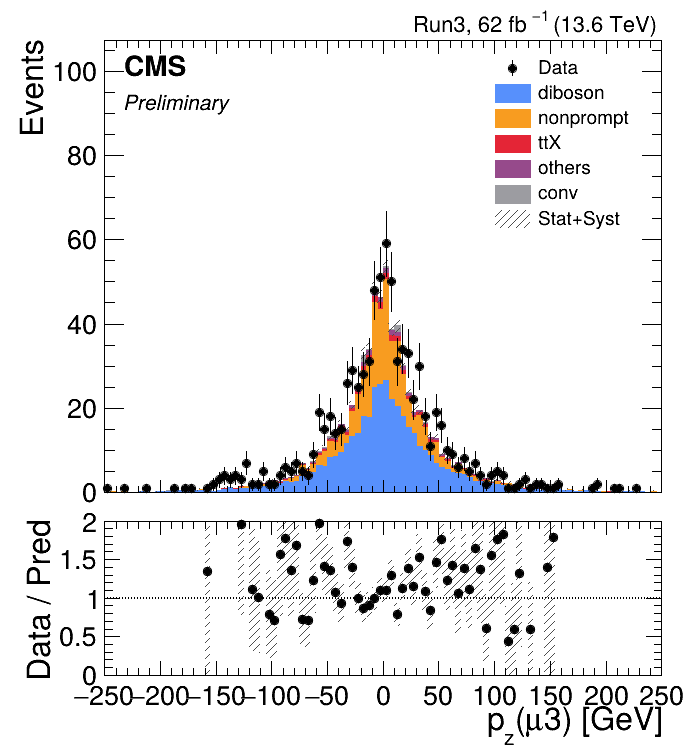 Run3, 62 fb⁻¹ (13.6 TeV)
Events
100
80
60
40
20
0
CMS
Preliminary
Data
diboson
nonprompt
ttX
others
conv
Stat+Syst
Data / Pred
2
1.5
1
0.5
0
−250 −200 −150 −100 −50 0 50 100 150 200 250
p_z(μ3) [GeV]